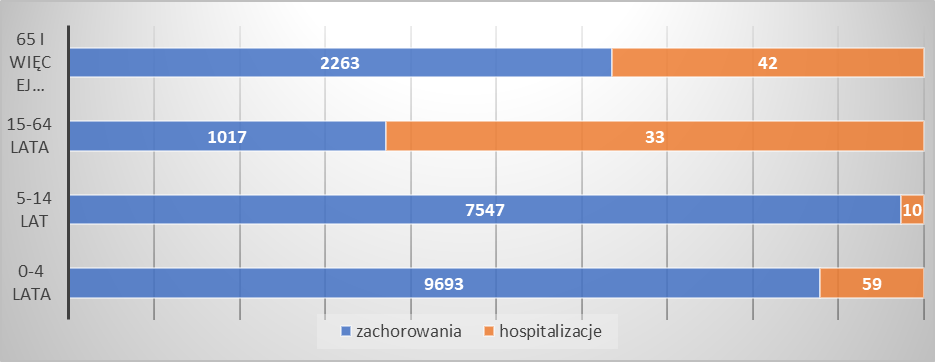 65 I
WIĘC
EJ...
2263
42
15-64
LATA
1017
33
5-14
LAT
7547
10
0-4
LATA
9693
59
zachorowania
hospitalizacje